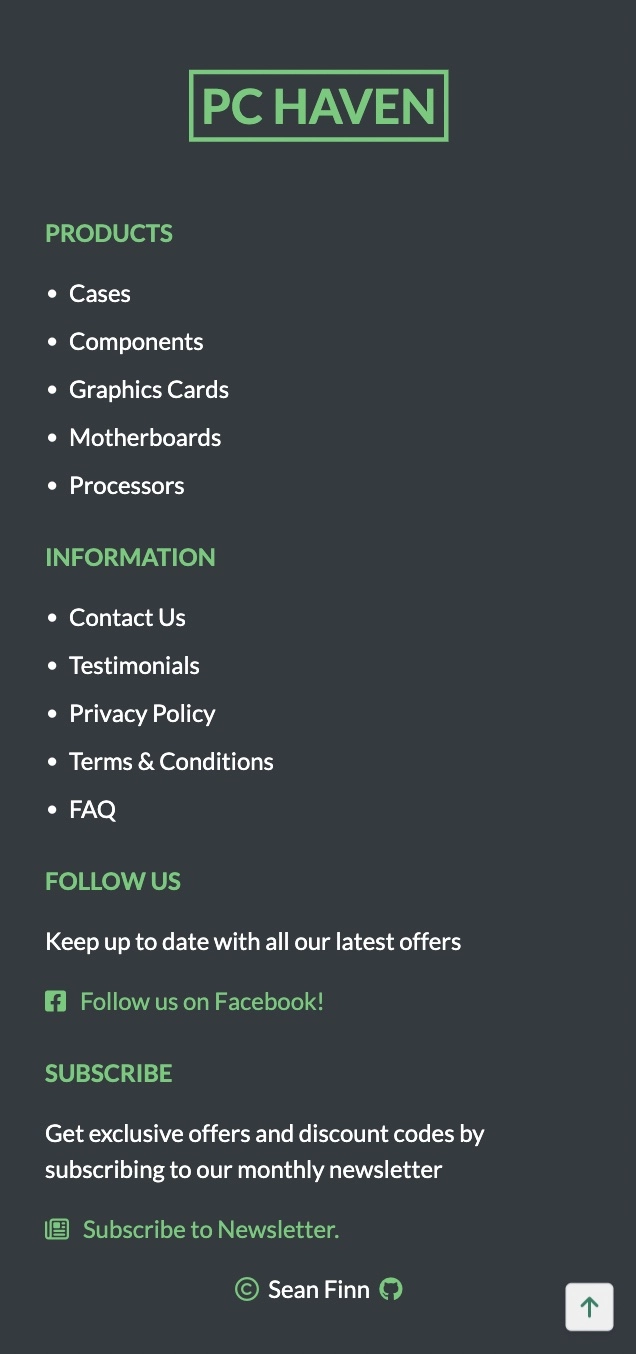 PC HAVEN
PRODUCTS
• Cases
• Components
• Graphics Cards
• Motherboards
• Processors
INFORMATION
• Contact Us
• Testimonials
• Privacy Policy
• Terms & Conditions
• FAQ
FOLLOW US
Keep up to date with all our latest offers
Follow us on Facebook!
SUBSCRIBE
Get exclusive offers and discount codes by
subscribing to our monthly newsletter
Subscribe to Newsletter.
© Sean Finn